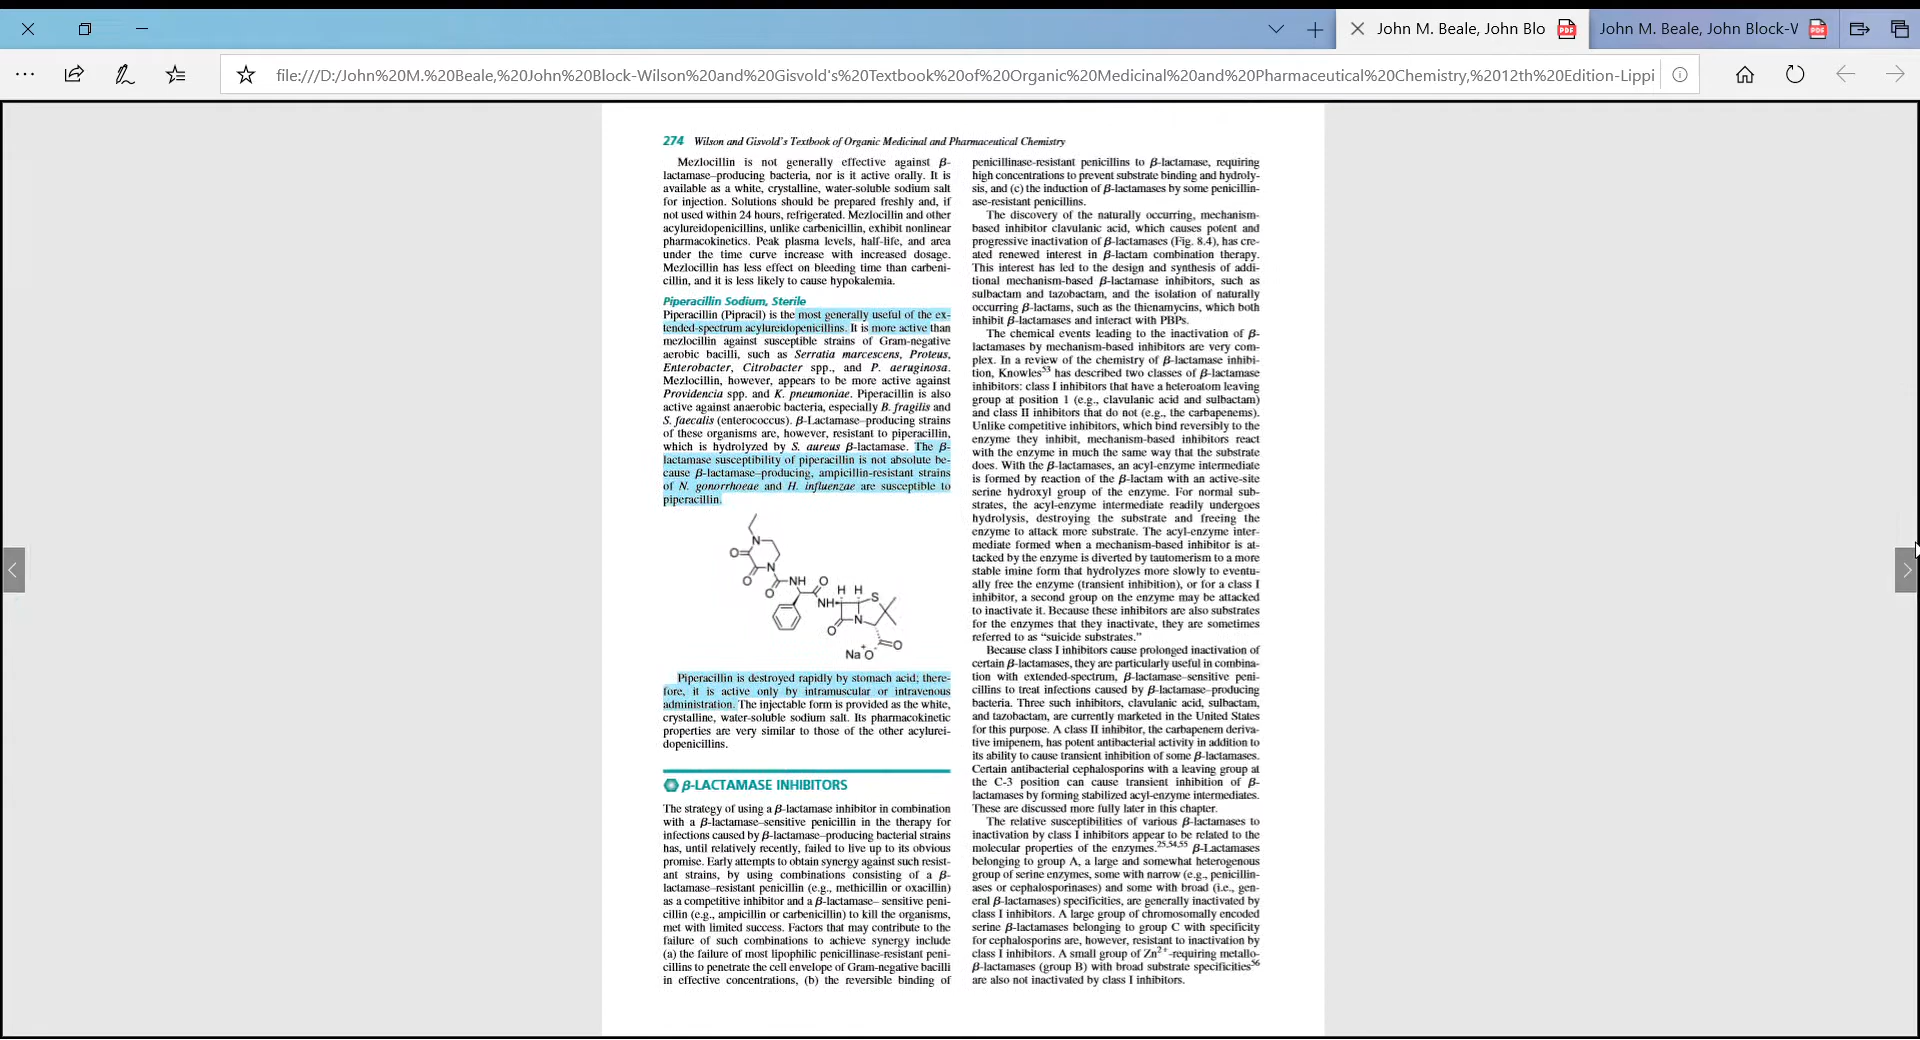 John M. Beale, John Blo
John M. Beale, John Block-V
file:///D:/John%20M.%20Beale,%20John%20Block-Wilson%20and%20Gisvold's%20Textbook%20of%20Organic%20Medicinal%20and%20Pharmaceutical%20Chemistry,%2012th%20Edition-Lippi
274 Wilson and Gisvold's Textbook of Organic Medicinal and Pharmaceutical Chemistry
Mezlocillin is not generally effective against β-
lactamase–producing bacteria, nor is it active orally. It is
available as a white, crystalline, water-soluble sodium salt
for injection. Solutions should be prepared freshly and, if
not used within 24 hours, refrigerated. Mezlocillin and other
acylureidopenicillins, unlike carbenicillin, exhibit nonlinear
pharmacokinetics. Peak plasma levels, half-life, and area
under the time curve increase with increased dosage.
Mezlocillin has less effect on bleeding time than carbeni-
cillin, and it is less likely to cause hypokalemia.
Piperacillin Sodium, Sterile
Piperacillin (Pipracil) is the most generally useful of the ex-
tended-spectrum acylureidopenicillins. It is more active than
mezlocillin against susceptible strains of Gram-negative
aerobic bacilli, such as Serratia marcescens, Proteus,
Enterobacter, Citrobacter spp., and P. aeruginosa.
Mezlocillin, however, appears to be more active against
Providencia spp. and K. pneumoniae. Piperacillin is also
active against anaerobic bacteria, especially B. fragilis and
S. faecalis (enterococcus). β-Lactamase–producing strains
of these organisms are, however, resistant to piperacillin,
which is hydrolyzed by S. aureus β-lactamase. The β-
lactamase susceptibility of piperacillin is not absolute be-
cause β-lactamase–producing, ampicillin-resistant strains
of N. gonorrhoeae and H. influenzae are susceptible to
piperacillin.
N
O
N
O
O
NH
O
NH
H H
S
O
N
O
Na+ O-
Piperacillin is destroyed rapidly by stomach acid; there-
fore, it is active only by intramuscular or intravenous
administration. The injectable form is provided as the white,
crystalline, water-soluble sodium salt. Its pharmacokinetic
properties are very similar to those of the other acylurei-
dopenicillins.
β-LACTAMASE INHIBITORS
The strategy of using a β-lactamase inhibitor in combination
with a β-lactamase–sensitive penicillin in the therapy for
infections caused by β-lactamase–producing bacterial strains
has, until relatively recently, failed to live up to its obvious
promise. Early attempts to obtain synergy against such resist-
ant strains, by using combinations consisting of a β-
lactamase–resistant penicillin (e.g., methicillin or oxacillin)
as a competitive inhibitor and a β-lactamase– sensitive peni-
cillin (e.g., ampicillin or carbenicillin) to kill the organisms,
met with limited success. Factors that may contribute to the
failure of such combinations to achieve synergy include
(a) the failure of most lipophilic penicillinase-resistant peni-
cillins to penetrate the cell envelope of Gram-negative bacilli
in effective concentrations, (b) the reversible binding of
penicillinase-resistant penicillins to β-lactamase, requiring
high concentrations to prevent substrate binding and hydroly-
sis, and (c) the induction of β-lactamases by some penicillin-
ase-resistant penicillins.
The discovery of the naturally occurring, mechanism-
based inhibitor clavulanic acid, which causes potent and
progressive inactivation of β-lactamases (Fig. 8.4), has cre-
ated renewed interest in β-lactam combination therapy.
This interest has led to the design and synthesis of addi-
tional mechanism-based β-lactamase inhibitors, such as
sulbactam and tazobactam, and the isolation of naturally
occurring β-lactams, such as the thienamycins, which both
inhibit β-lactamases and interact with PBPs.
The chemical events leading to the inactivation of β-
lactamases by mechanism-based inhibitors are very com-
plex. In a review of the chemistry of β-lactamase inhibi-
tion, Knowles53 has described two classes of β-lactamase
inhibitors: class I inhibitors that have a heteroatom leaving
group at position 1 (e.g., clavulanic acid and sulbactam)
and class II inhibitors that do not (e.g., the carbapenems).
Unlike competitive inhibitors, which bind reversibly to the
enzyme they inhibit, mechanism-based inhibitors react
with the enzyme in much the same way that the substrate
does. With the β-lactamases, an acyl-enzyme intermediate
is formed by reaction of the β-lactam with an active-site
serine hydroxyl group of the enzyme. For normal sub-
strates, the acyl-enzyme intermediate readily undergoes
hydrolysis, destroying the substrate and freeing the
enzyme to attack more substrate. The acyl-enzyme inter-
mediate formed when a mechanism-based inhibitor is at-
tacked by the enzyme is diverted by tautomerism to a more
stable imine form that hydrolyzes more slowly to eventu-
ally free the enzyme (transient inhibition), or for a class I
inhibitor, a second group on the enzyme may be attacked
to inactivate it. Because these inhibitors are also substrates
for the enzymes that they inactivate, they are sometimes
referred to as “suicide substrates.”
Because class I inhibitors cause prolonged inactivation of
certain β-lactamases, they are particularly useful in combina-
tion with extended-spectrum, β-lactamase–sensitive peni-
cillins to treat infections caused by β-lactamase–producing
bacteria. Three such inhibitors, clavulanic acid, sulbactam,
and tazobactam, are currently marketed in the United States
for this purpose. A class II inhibitor, the carbapenem deriva-
tive imipenem, has potent antibacterial activity in addition to
its ability to cause transient inhibition of some β-lactamases.
Certain antibacterial cephalosporins with a leaving group at
the C-3 position can cause transient inhibition of β-
lactamases by forming stabilized acyl-enzyme intermediates.
These are discussed more fully later in this chapter.
The relative susceptibilities of various β-lactamases to
inactivation by class I inhibitors appear to be related to the
molecular properties of the enzymes.25,54,55 β-Lactamases
belonging to group A, a large and somewhat heterogenous
group of serine enzymes, some with narrow (e.g., penicillin-
ases or cephalosporinases) and some with broad (i.e., gen-
eral β-lactamases) specificities, are generally inactivated by
class I inhibitors. A large group of chromosomally encoded
serine β-lactamases belonging to group C with specificity
for cephalosporins are, however, resistant to inactivation by
class I inhibitors. A small group of Zn2+-requiring metallo-
β-lactamases (group B) with broad substrate specificities56
are also not inactivated by class I inhibitors.